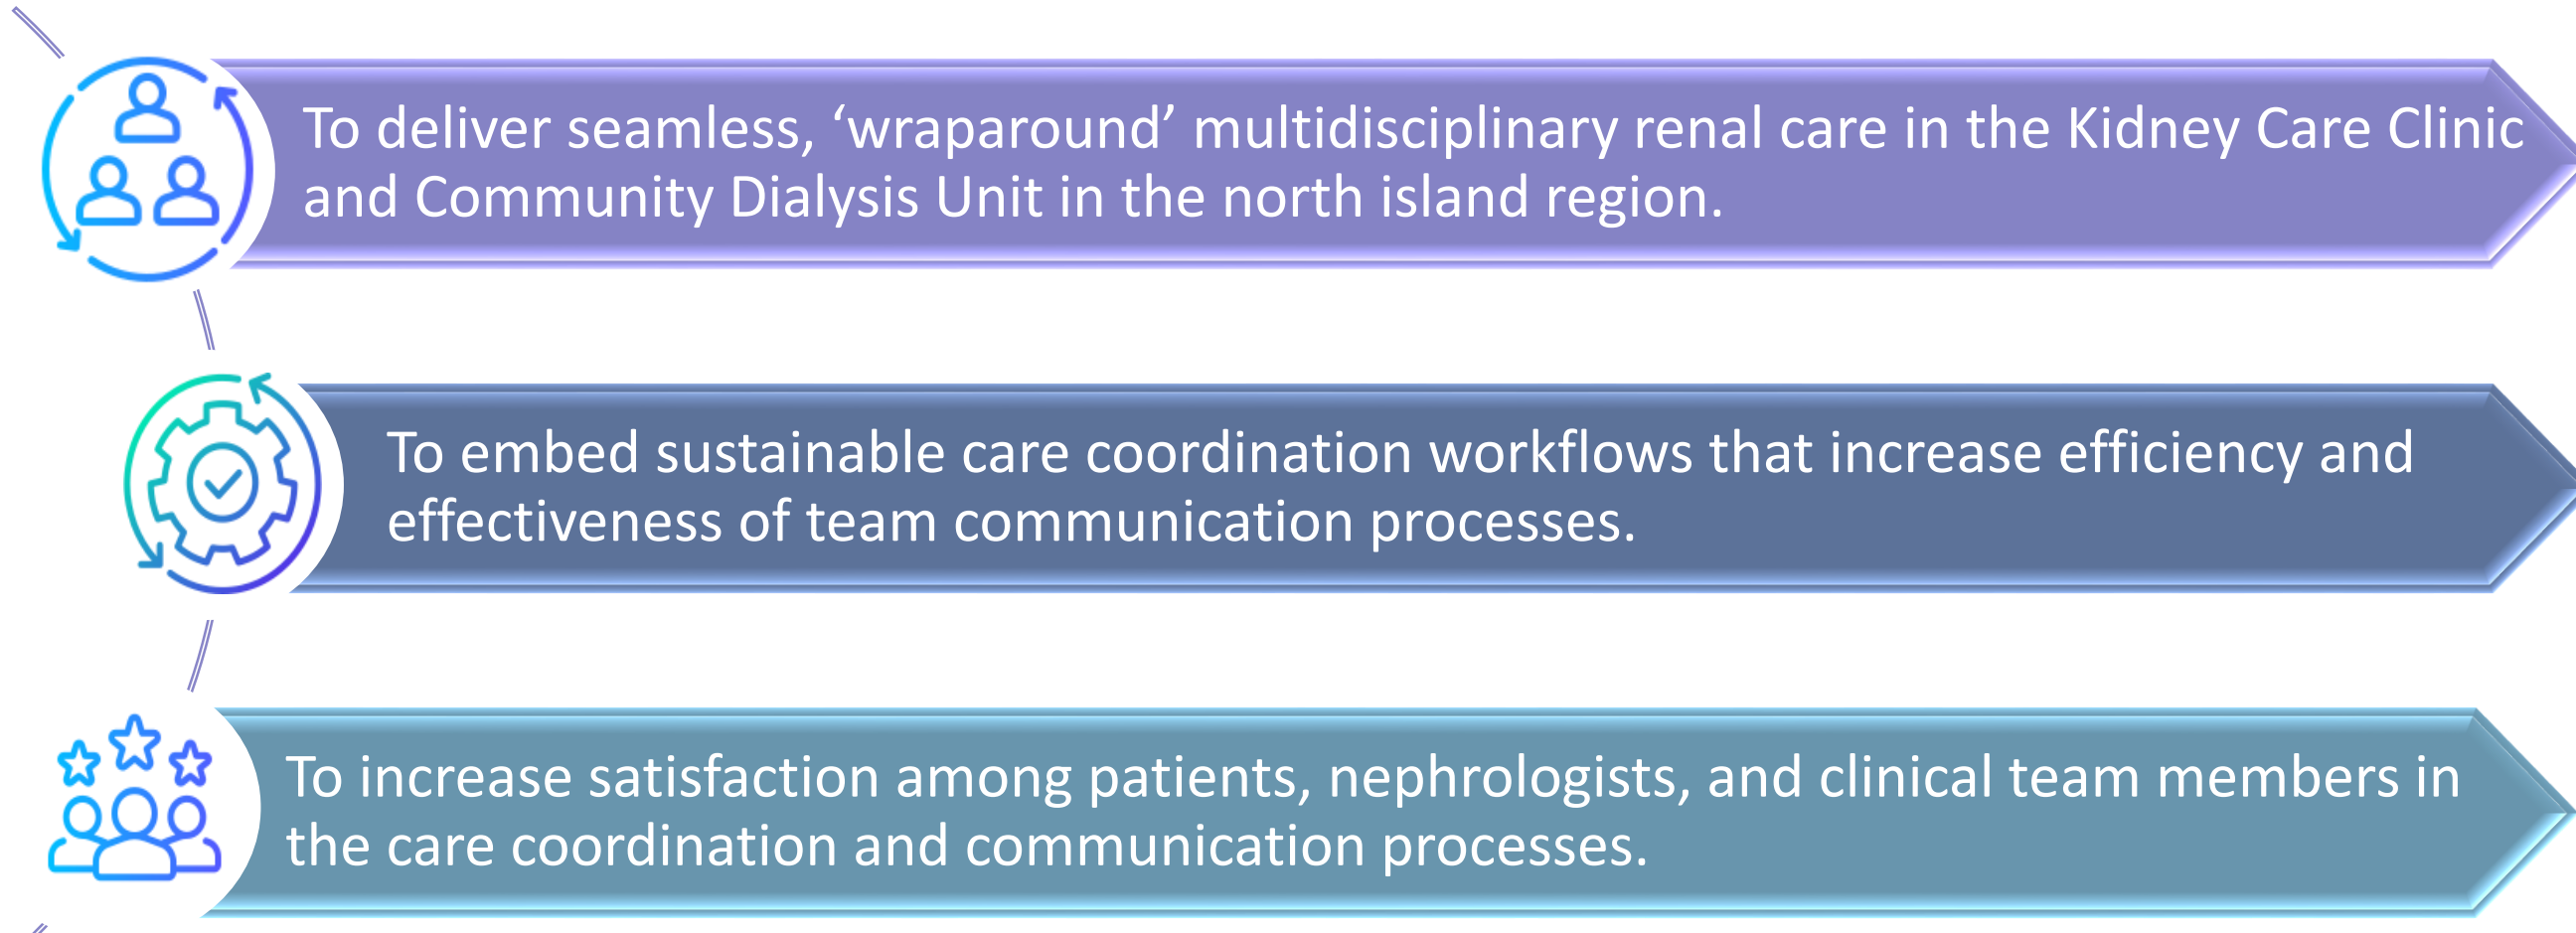 To deliver seamless, ‘wraparound’ multidisciplinary renal care in the Kidney Care Clinic
and Community Dialysis Unit in the north island region.
To embed sustainable care coordination workflows that increase efficiency and
effectiveness of team communication processes.
To increase satisfaction among patients, nephrologists, and clinical team members in
the care coordination and communication processes.